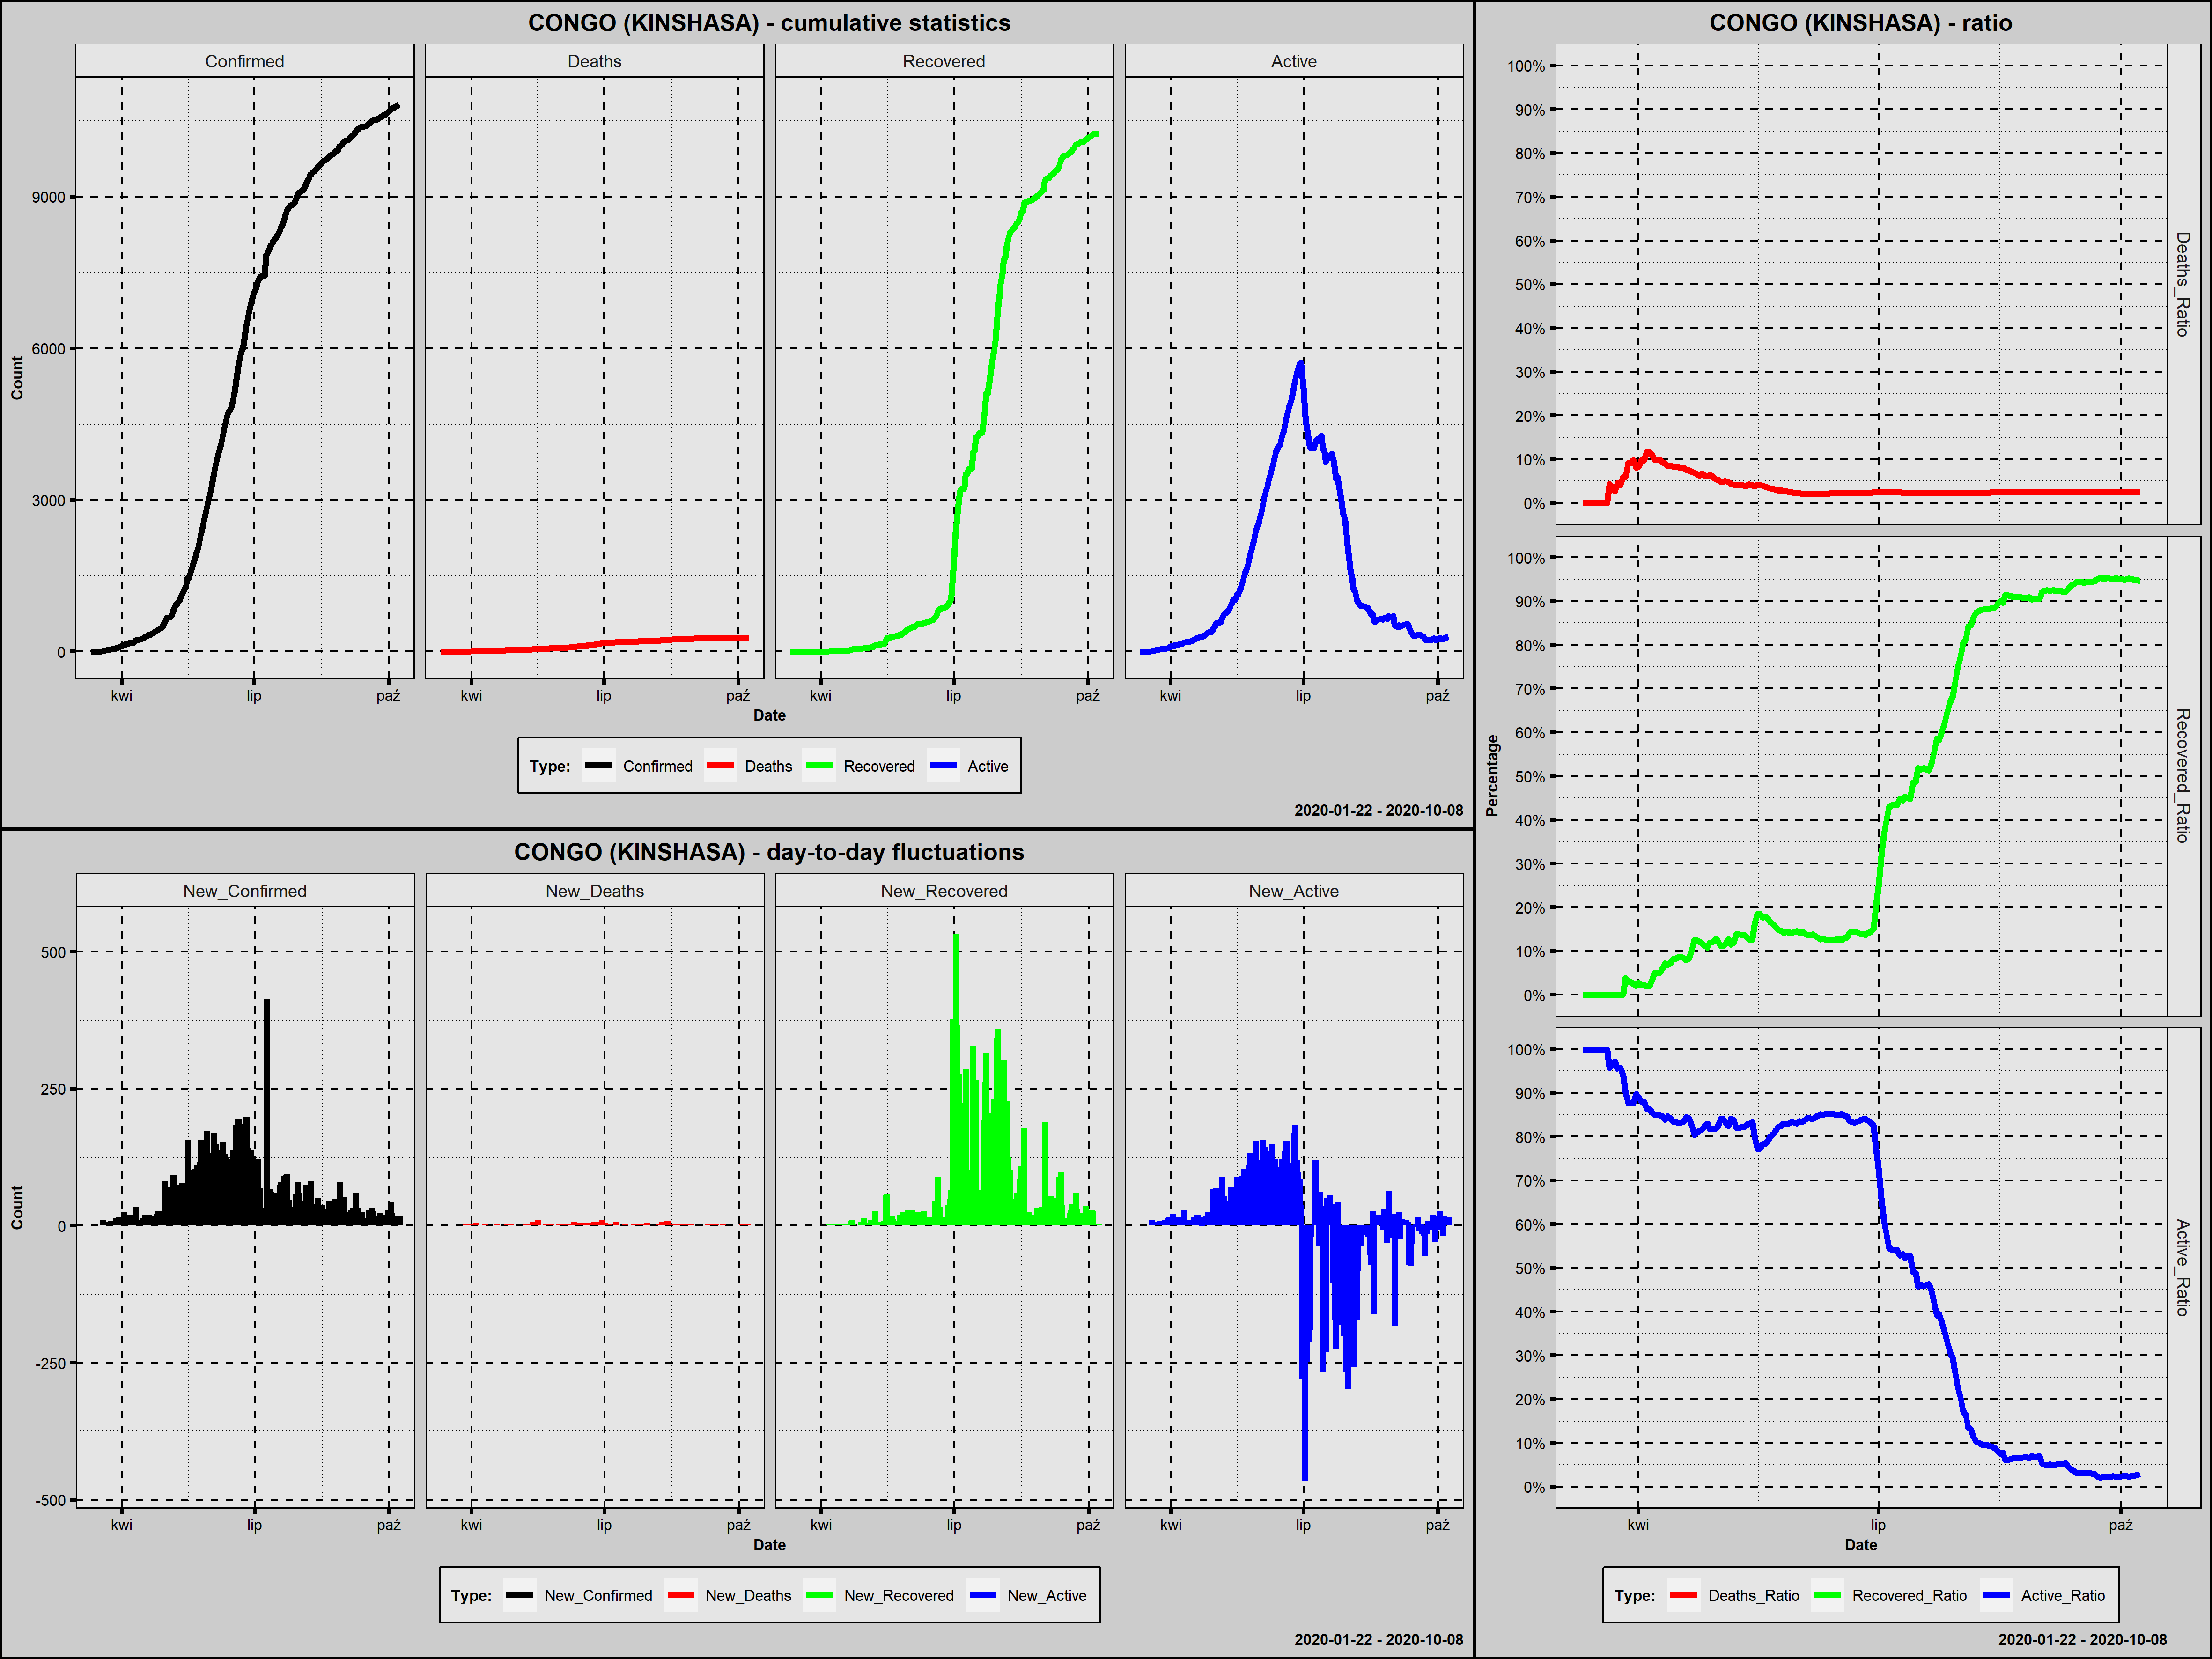 CONGO (KINSHASA) - cumulative statistics
Confirmed Deaths Recovered Active
Count
9000
6000
3000
0
kwi lip paź kwi lip paź kwi lip paź kwi lip paź
Date
Type: Confirmed Deaths Recovered Active
2020-01-22 - 2020-10-08
CONGO (KINSHASA) - day-to-day fluctuations
New_Confirmed New_Deaths New_Recovered New_Active
Count
500
250
0
-250
-500
kwi lip paź kwi lip paź kwi lip paź kwi lip paź
Date
Type: New_Confirmed New_Deaths New_Recovered New_Active
2020-01-22 - 2020-10-08
CONGO (KINSHASA) - ratio
Percentage
100%
90%
80%
70%
60%
50%
40%
30%
20%
10%
0%
Deaths_Ratio
100%
90%
80%
70%
60%
50%
40%
30%
20%
10%
0%
Recovered_Ratio
100%
90%
80%
70%
60%
50%
40%
30%
20%
10%
0%
Active_Ratio
kwi lip paź
Date
Type: Deaths_Ratio Recovered_Ratio Active_Ratio
2020-01-22 - 2020-10-08